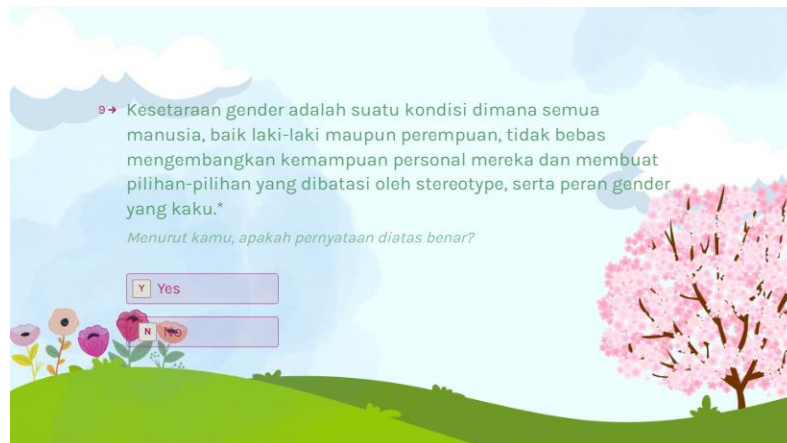 9→ Kesetaraan gender adalah suatu kondisi dimana semua
manusia, baik laki-laki maupun perempuan, tidak bebas
mengembangkan kemampuan personal mereka dan membuat
pilihan-pilihan yang dibatasi oleh stereotype, serta peran gender
yang kaku.*
Menurut kamu, apakah pernyataan diatas benar?
Y Yes
N No